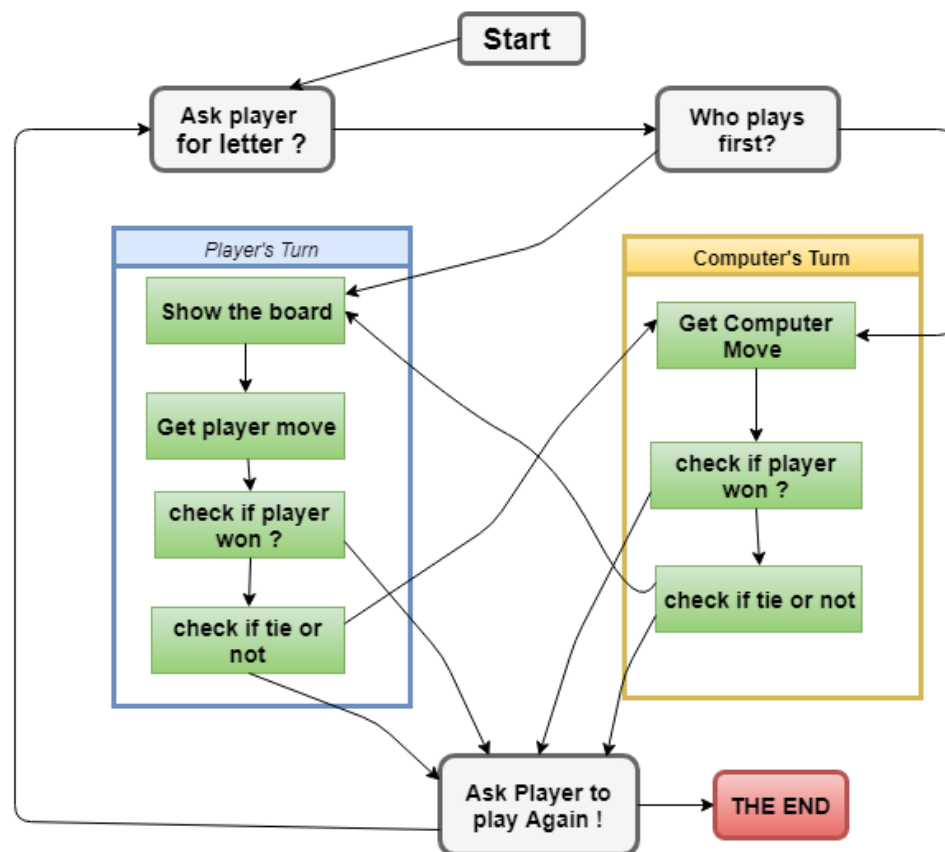 Start
Ask player
for letter ?
Who plays
first?
Player's Turn
Show the board
Get player move
check if player
won ?
check if tie or
not
Computer's Turn
Get Computer
Move
check if player
won ?
check if tie or not
Ask Player to
play Again !
THE END